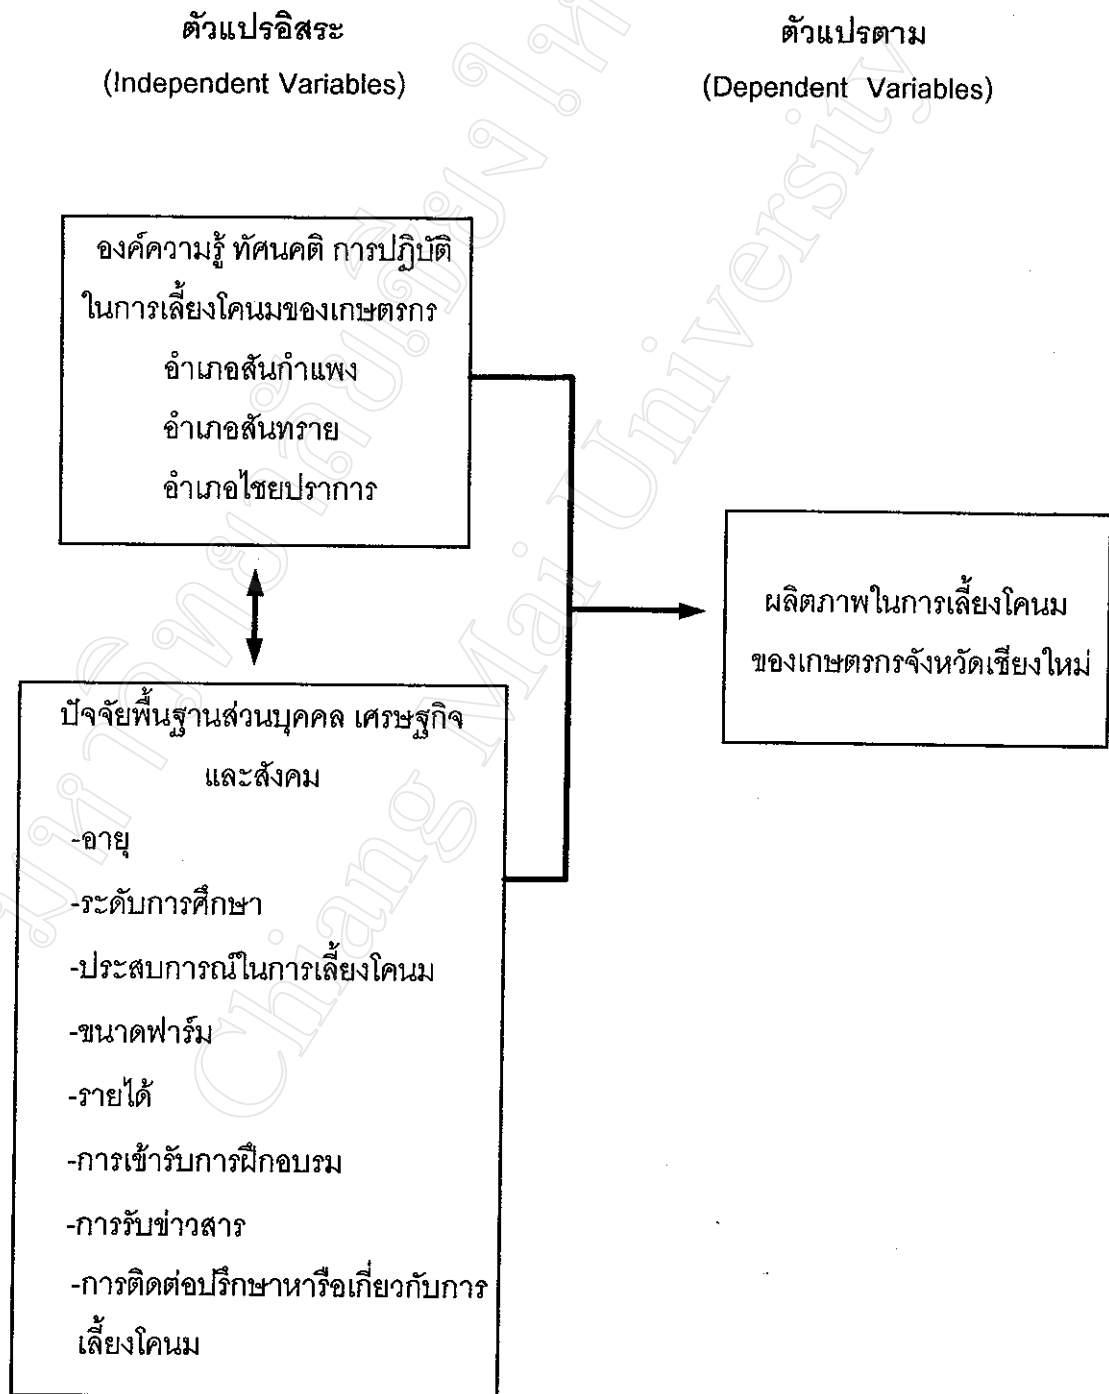 ตัวแปรอิสระ
(Independent Variables)
ตัวแปรตาม
(Dependent Variables)
องค์ความรู้ ทัศนคติ การปฏิบัติ
ในการเลี้ยงโคนมของเกษตรกร
อำเภอสันกำแพง
อำเภอสันทราย
อำเภอไชยปราการ
ปัจจัยพื้นฐานส่วนบุคคล เศรษฐกิจ
และสังคม
-อายุ
-ระดับการศึกษา
-ประสบการณ์ในการเลี้ยงโคนม
-ขนาดฟาร์ม
-รายได้
-การเข้ารับการฝึกอบรม
-การรับข่าวสาร
-การติดต่อปรึกษาหารือเกี่ยวกับการ
เลี้ยงโคนม
ผลิตภาพในการเลี้ยงโคนม
ของเกษตรกรจังหวัดเชียงใหม่
Chiang Mai University